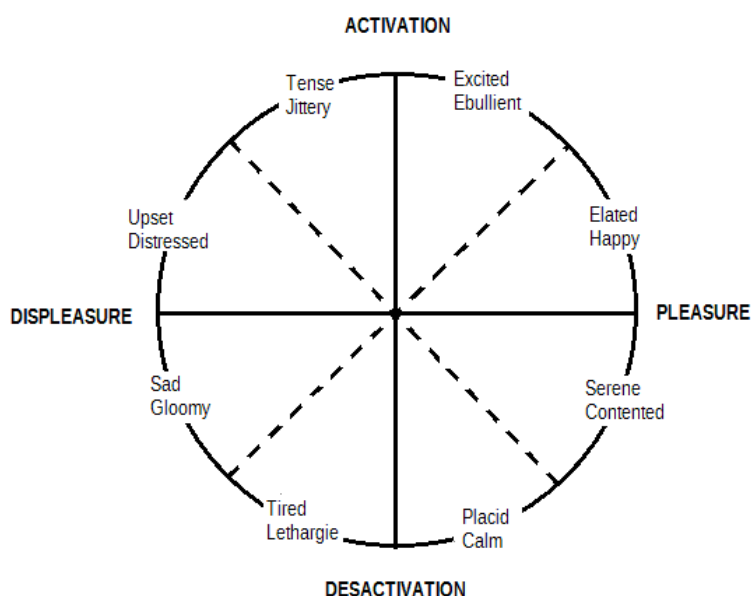 ACTIVATION
Tense
Jittery
Excited
Ebullient
Upset
Distressed
Elated
Happy
DISPLEASURE
PLEASURE
Sad
Gloomy
Serene
Contented
Tired
Lethargie
Placid
Calm
DESACTIVATION